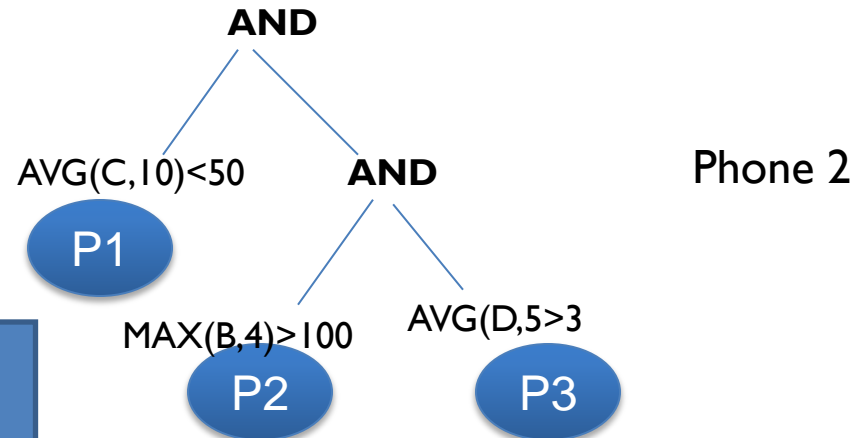 AND
AVG(C,10)<50
AND
Phone 2
P1
MAX(B,4)>100
AVG(D,5>3
P2
P3